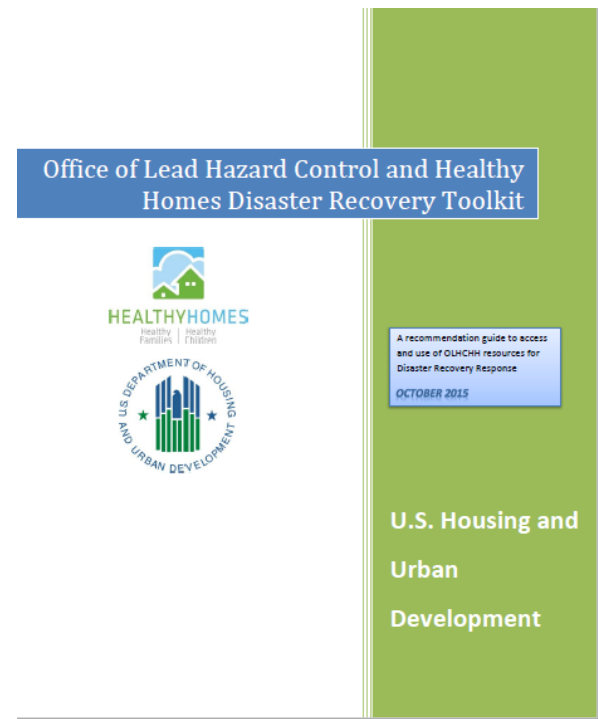 Office of Lead Hazard Control and Healthy
Homes Disaster Recovery Toolkit
HEALTHYHOMES
Healthy | Healthy
Families | Children
U.S. DEPARTMENT OF HOUSING
AND URBAN DEVELOPMENT
A recommendation guide to access
and use of OLHCHH resources for
Disaster Recovery Response
OCTOBER 2015
U.S. Housing and
Urban
Development